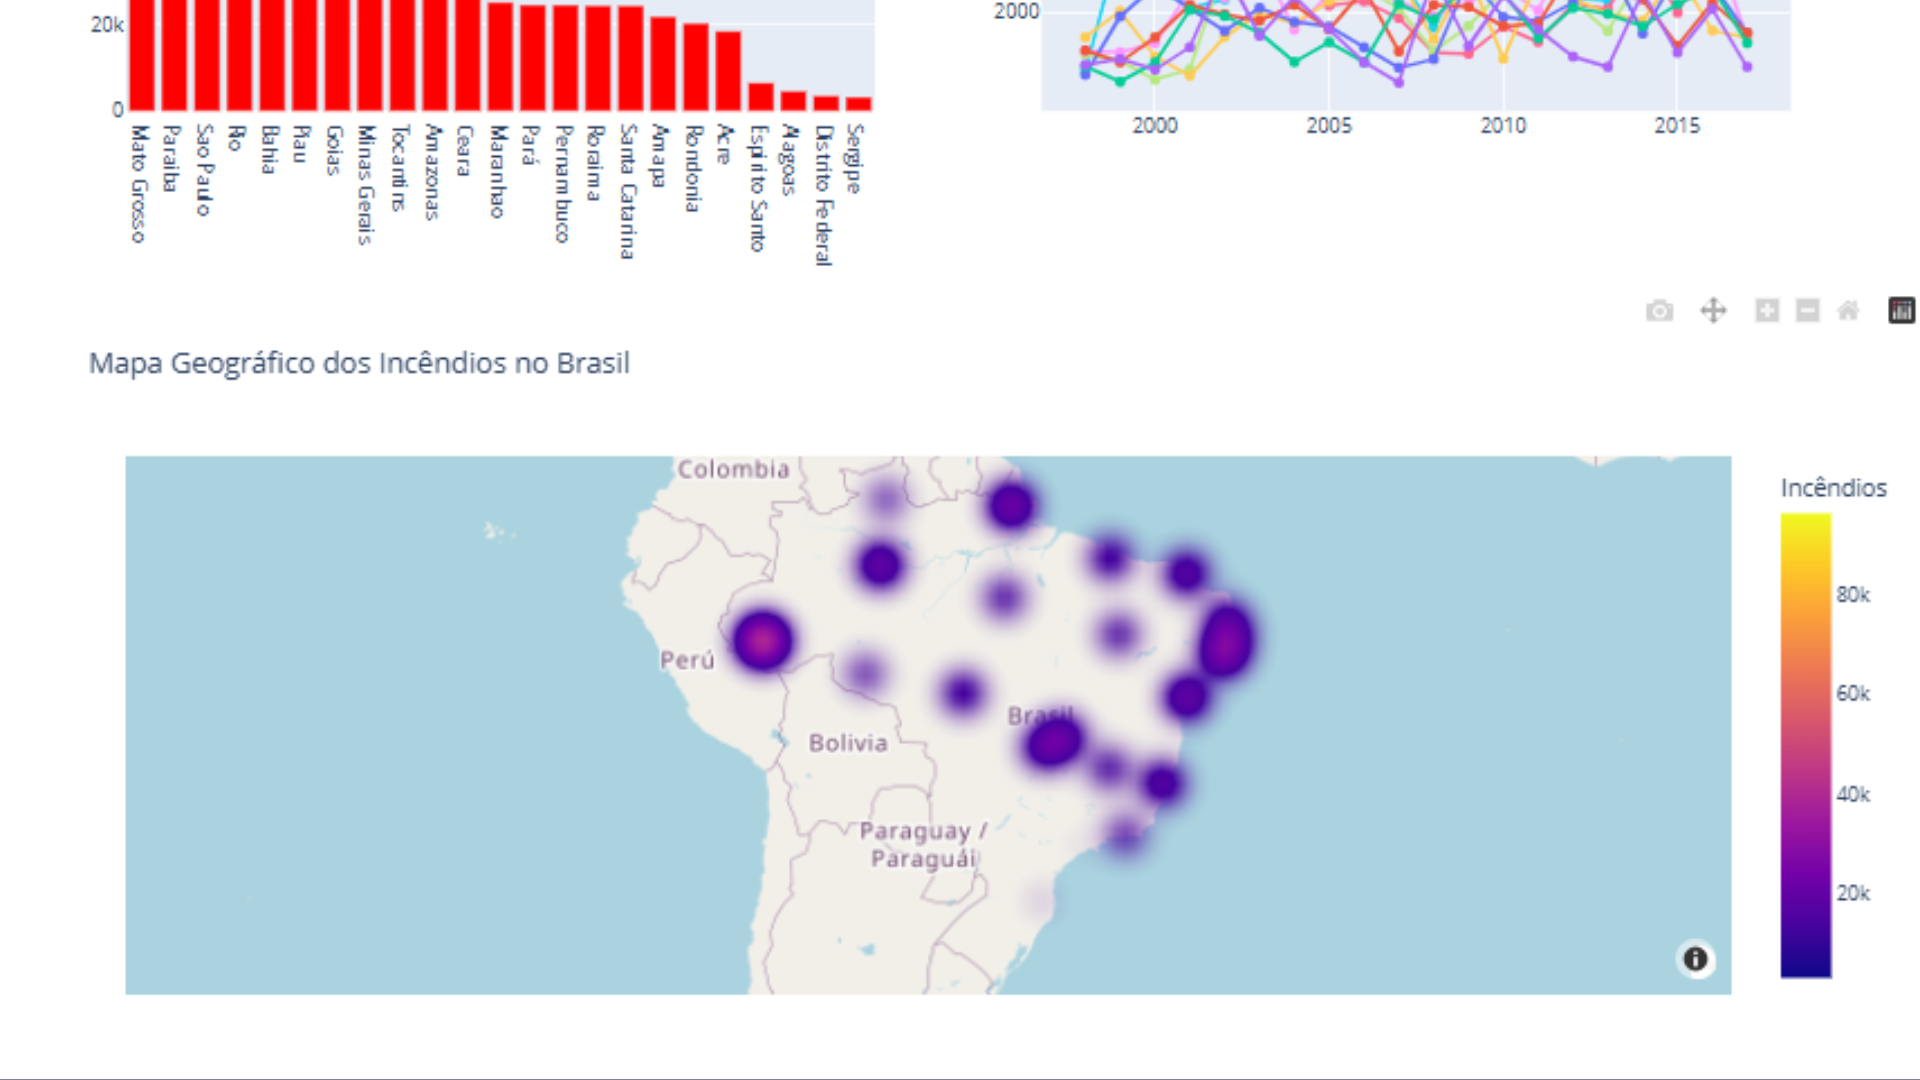 20k
0
Mato Grosso
Paraiba
Sao Paulo
Rio
Bahia
Piau
Goias
Minas Gerais
Tocantins
Amazonas
Ceara
Maranhao
Pará
Pernambuco
Roraima
Santa Catarina
Amapa
Rondonia
Acre
Espirito Santo
Alagoas
Distrito Federal
Sergipe
2000
2000
2005
2010
2015
Mapa Geográfico dos Incêndios no Brasil
Colombia
Perú
Brasil
Bolivia
Paraguay /
Paraguái
Incêndios
80k
60k
40k
20k